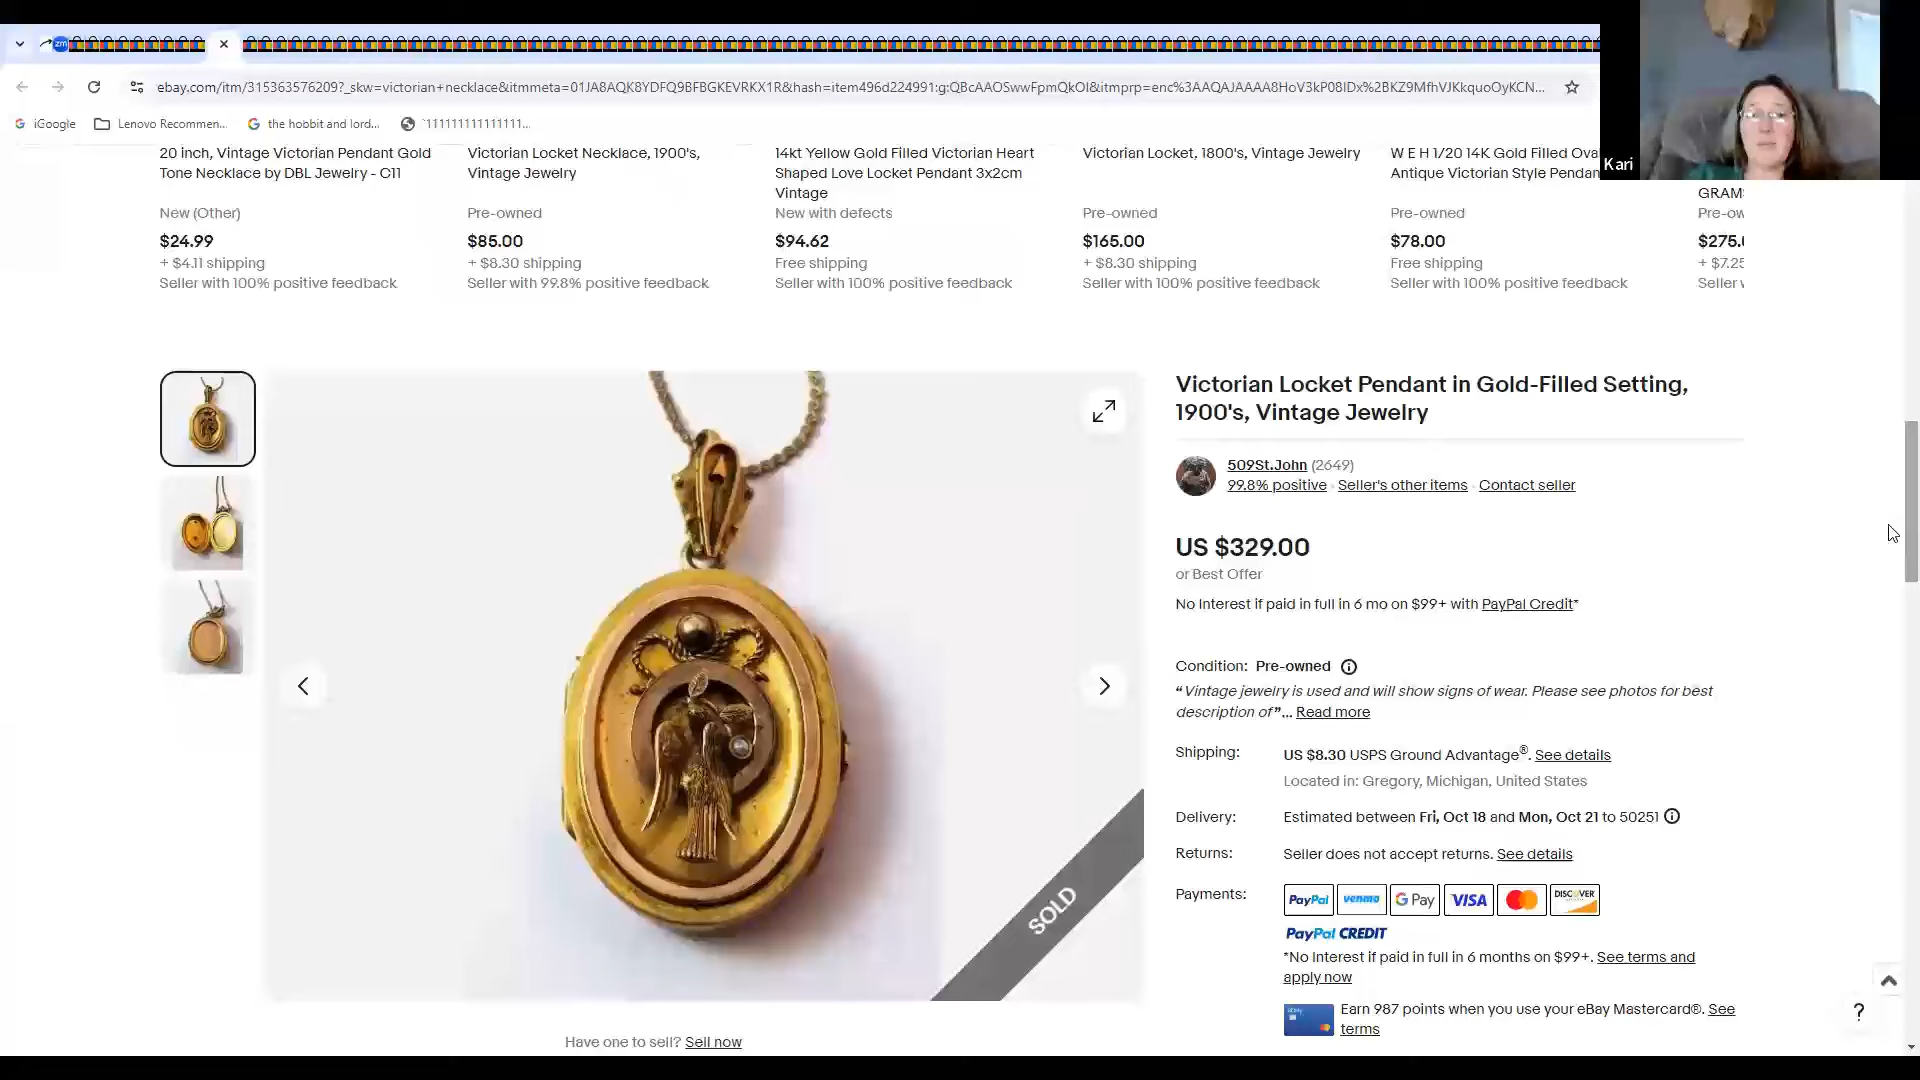 zm
ebay.com/itm/315363576209?_skw=victorian+necklace&itmmeta=01JA8AQK8YDFQ9BFBGKEVRKX1R&hash=item496d224991:g:QBcAAOSwwFpmQkOI&itmprp=enc%3AAQAJAAAA8HoV3kP08IDx%2BKZ9MfhVJKkquoOyKCN...
iGoogle
Lenovo Recommen...
the hobbit and lord...
`111111111111111...
Kari
20 inch, Vintage Victorian Pendant Gold
Tone Necklace by DBL Jewelry - C11
New (Other)
$24.99
+ $4.11 shipping
Seller with 100% positive feedback
Victorian Locket Necklace, 1900's,
Vintage Jewelry
Pre-owned
$85.00
+ $8.30 shipping
Seller with 99.8% positive feedback
14kt Yellow Gold Filled Victorian Heart
Shaped Love Locket Pendant 3x2cm
Vintage
New with defects
$94.62
Free shipping
Seller with 100% positive feedback
Victorian Locket, 1800's, Vintage Jewelry
Pre-owned
$165.00
+ $8.30 shipping
Seller with 100% positive feedback
W E H 1/20 14K Gold Filled Ova
Antique Victorian Style Pendan
Pre-owned
$78.00
Free shipping
Seller with 100% positive feedback
GRAM
Pre-ow
$275.
+ $7.25
Seller
Victorian Locket Pendant in Gold-Filled Setting,
1900's, Vintage Jewelry
509St.John (2649)
99.8% positive · Seller's other items · Contact seller
US $329.00
or Best Offer
No Interest if paid in full in 6 mo on $99+ with PayPal Credit*
Condition: Pre-owned
“Vintage jewelry is used and will show signs of wear. Please see photos for best
description of”... Read more
Shipping: US $8.30 USPS Ground Advantage®. See details
Located in: Gregory, Michigan, United States
Delivery: Estimated between Fri, Oct 18 and Mon, Oct 21 to 50251
Returns: Seller does not accept returns. See details
Payments: PayPal venmo G Pay VISA mastercard DISCOVER
PayPal CREDIT
*No Interest if paid in full in 6 months on $99+. See terms and
apply now
Earn 987 points when you use your eBay Mastercard®. See
terms
SOLD
Have one to sell? Sell now
?